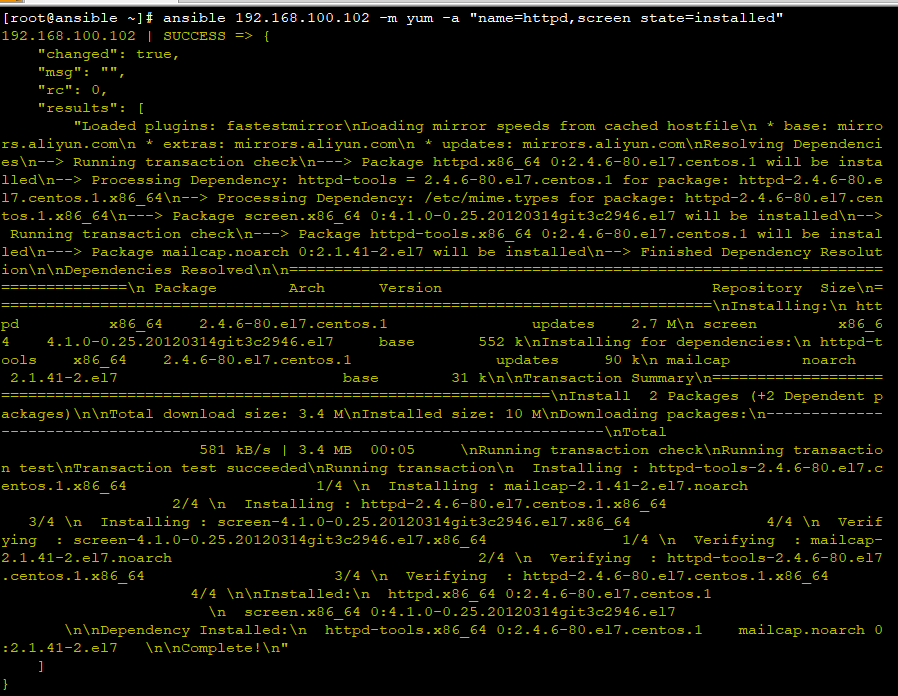 [root@ansible ~]# ansible 192.168.100.102 -m yum -a "name=httpd,screen state=installed"
192.168.100.102 | SUCCESS => {
    "changed": true,
    "msg": "",
    "rc": 0,
    "results": [
        "Loaded plugins: fastestmirror\nLoading mirror speeds from cached hostfile\n * base: mirro
rs.aliyun.com\n * extras: mirrors.aliyun.com\n * updates: mirrors.aliyun.com\nResolving Dependenci
es\n--> Running transaction check\n---> Package httpd.x86_64 0:2.4.6-80.el7.centos.1 will be insta
lled\n--> Processing Dependency: httpd-tools = 2.4.6-80.el7.centos.1 for package: httpd-2.4.6-80.e
l7.centos.1.x86_64\n--> Processing Dependency: /etc/mime.types for package: httpd-2.4.6-80.el7.cen
tos.1.x86_64\n---> Package screen.x86_64 0:4.1.0-0.25.20120314git3c2946.el7 will be installed\n-->
 Running transaction check\n---> Package httpd-tools.x86_64 0:2.4.6-80.el7.centos.1 will be instal
led\n---> Package mailcap.noarch 0:2.1.41-2.el7 will be installed\n--> Finished Dependency Resolut
ion\n\nDependencies Resolved\n\n==================================================================
==============\n Package        Arch      Version                              Repository  Size\n=
===============================================================================\nInstalling:\n htt
pd          x86_64    2.4.6-80.el7.centos.1                updates    2.7 M\n screen         x86_6
4    4.1.0-0.25.20120314git3c2946.el7     base       552 k\nInstalling for dependencies:\n httpd-t
ools    x86_64    2.4.6-80.el7.centos.1                updates     90 k\n mailcap        noarch
 2.1.41-2.el7                         base        31 k\n\nTransaction Summary\n===================
=============================================================\nInstall  2 Packages (+2 Dependent p
ackages)\n\nTotal download size: 3.4 M\nInstalled size: 10 M\nDownloading packages:\n-------------
-------------------------------------------------------------------\nTotal
                      581 kB/s | 3.4 MB  00:05     \nRunning transaction check\nRunning transactio
n test\nTransaction test succeeded\nRunning transaction\n  Installing : httpd-tools-2.4.6-80.el7.c
entos.1.x86_64                     1/4 \n  Installing : mailcap-2.1.41-2.el7.noarch
                   2/4 \n  Installing : httpd-2.4.6-80.el7.centos.1.x86_64
   3/4 \n  Installing : screen-4.1.0-0.25.20120314git3c2946.el7.x86_64               4/4 \n  Verif
ying  : screen-4.1.0-0.25.20120314git3c2946.el7.x86_64               1/4 \n  Verifying  : mailcap-
2.1.41-2.el7.noarch                                  2/4 \n  Verifying  : httpd-tools-2.4.6-80.el7
.centos.1.x86_64                     3/4 \n  Verifying  : httpd-2.4.6-80.el7.centos.1.x86_64
                     4/4 \n\nInstalled:\n  httpd.x86_64 0:2.4.6-80.el7.centos.1
                       \n  screen.x86_64 0:4.1.0-0.25.20120314git3c2946.el7
       \n\nDependency Installed:\n  httpd-tools.x86_64 0:2.4.6-80.el7.centos.1    mailcap.noarch 0
:2.1.41-2.el7   \n\nComplete!\n"
    ]
}